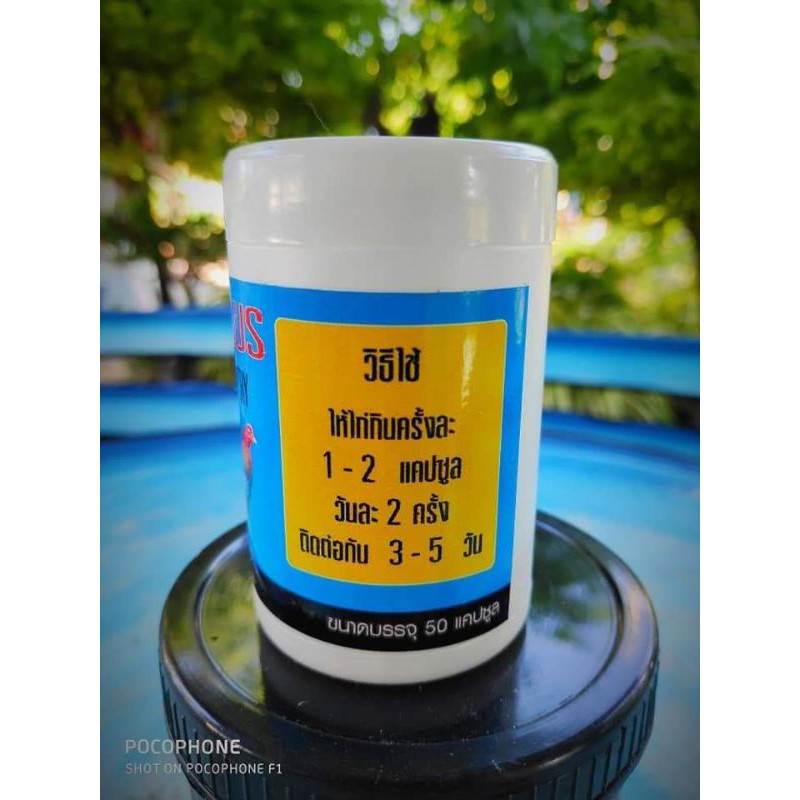 วิธีใช้
ให้ไก่กินครั้งละ
1 - 2 แคปซูล
วันละ 2 ครั้ง
ติดต่อกัน 3 - 5 วัน
ขนาดบรรจุ 50 แคปซูล
POCOPHONE
SHOT ON POCOPHONE F1